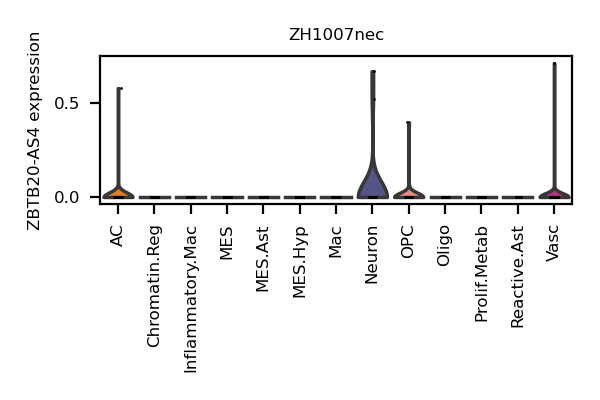 ZH1007nec
ZBTB20-AS4 expression
0.5
0.0
AC
Chromatin.Reg
Inflammatory.Mac
MES
MES.Ast
MES.Hyp
Mac
Neuron
OPC
Oligo
Prolif.Metab
Reactive.Ast
Vasc